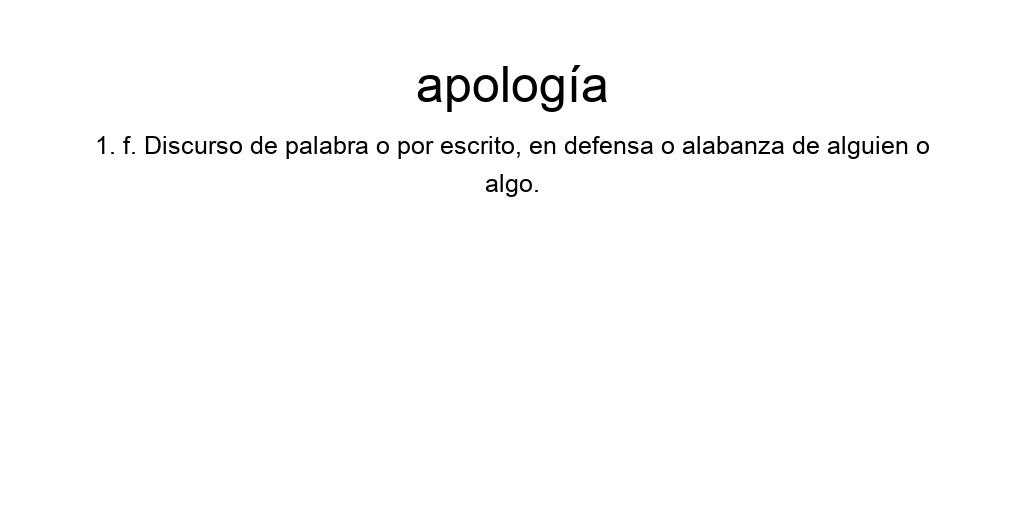 apología
1. f. Discurso de palabra o por escrito, en defensa o alabanza de alguien o
algo.